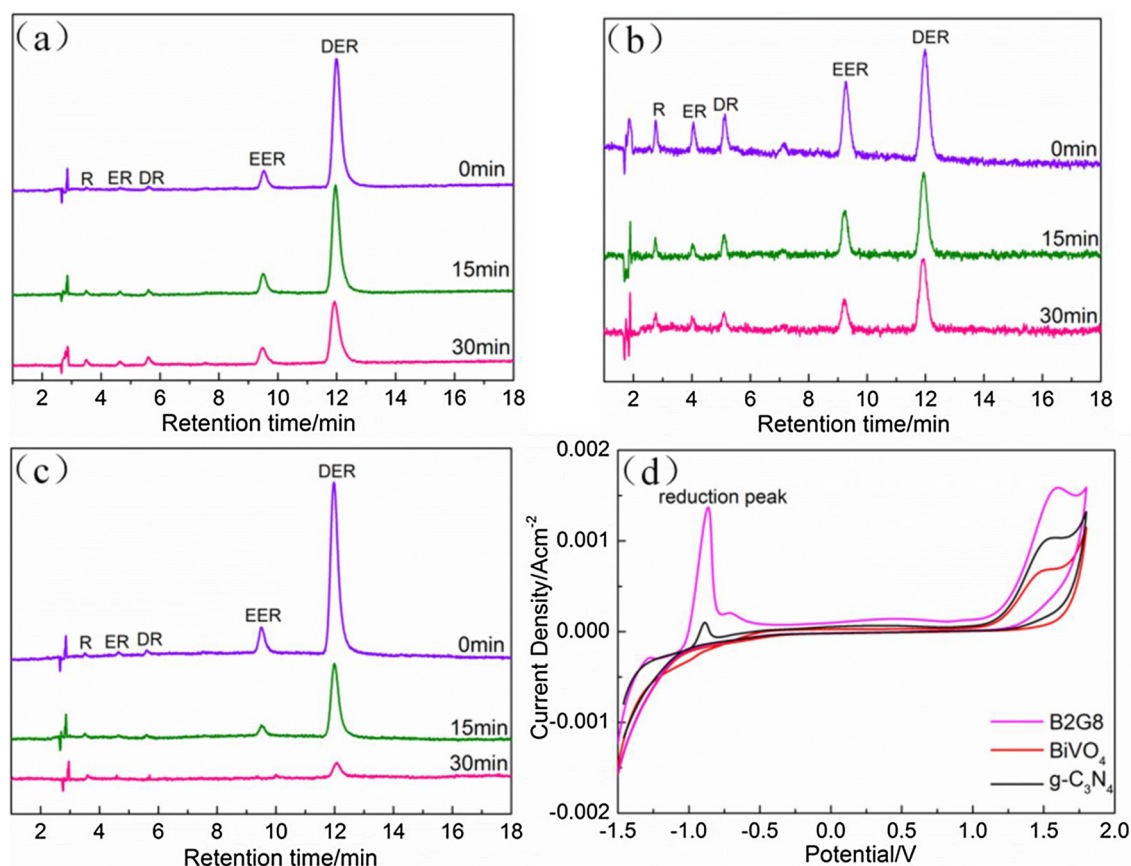 (a)
DER
EER
R ER DR
0min
15min
30min
2 4 6 8 10 12 14 16 18
Retention time/min
(b)
DER
EER
R ER DR
0min
15min
30min
2 4 6 8 10 12 14 16 18
Retention time/min
(c)
DER
EER
R ER DR
0min
15min
30min
2 4 6 8 10 12 14 16 18
Retention time/min
(d)
reduction peak
Current Density/Acm⁻²
0.002
0.001
0.000
-0.001
-0.002
B2G8
BiVO₄
g-C₃N₄
-1.5 -1.0 -0.5 0.0 0.5 1.0 1.5 2.0
Potential/V